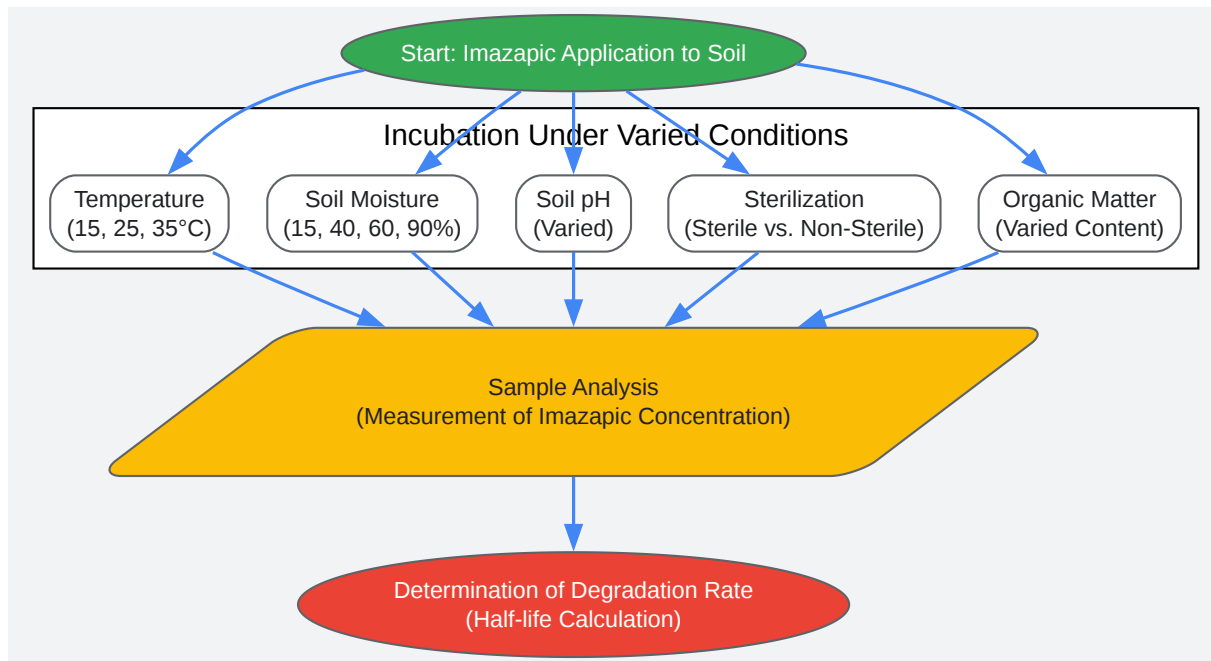 Start: Imazapic Application to Soil
Incubation Under Varied Conditions
Temperature
(15, 25, 35°C)
Soil Moisture
(15, 40, 60, 90%)
Soil pH
(Varied)
Sterilization
(Sterile vs. Non-Sterile)
Organic Matter
(Varied Content)
Sample Analysis
(Measurement of Imazapic Concentration)
Determination of Degradation Rate
(Half-life Calculation)